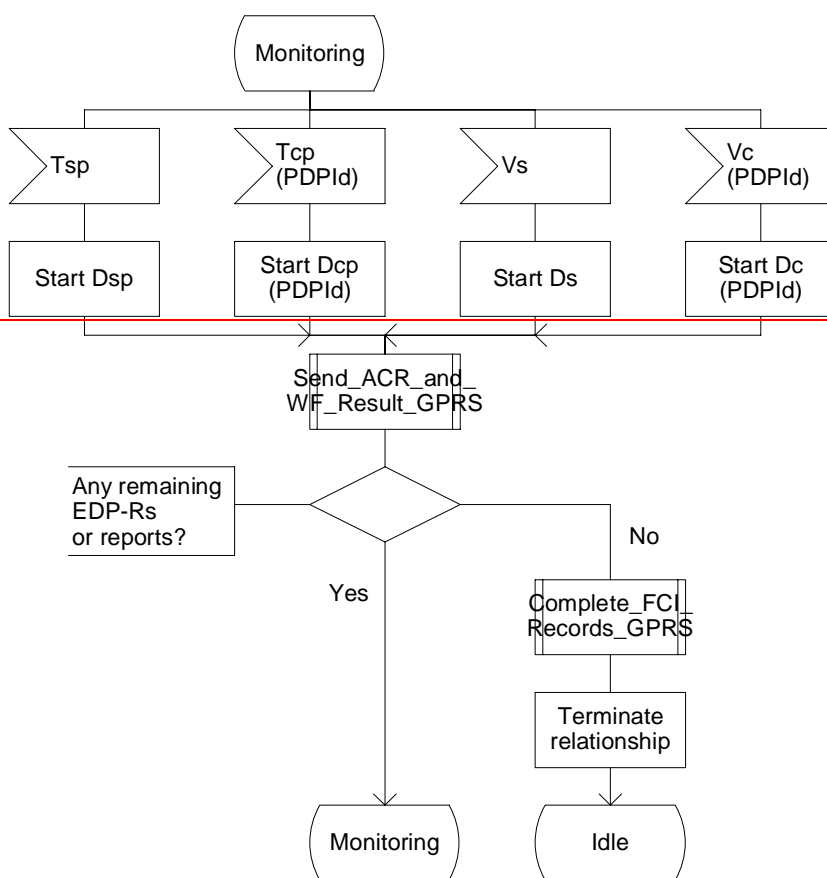 Monitoring
Tsp
Tcp
(PDPId)
Vs
Vc
(PDPId)
Start Dsp
Start Dcp
(PDPId)
Start Ds
Start Dc
(PDPId)
Send_ACR_and_
WF_Result_GPRS
Any remaining
EDP-Rs
or reports?
No
Yes
Complete_FCI_
Records_GPRS
Terminate
relationship
Monitoring
Idle